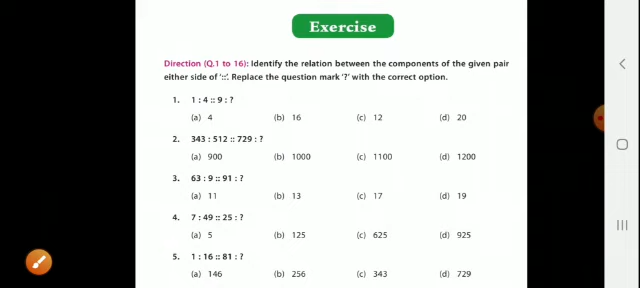 Exercise
Direction (Q.1 to 16): Identify the relation between the components of the given pair
either side of '::'. Replace the question mark '?' with the correct option.
1. 1 : 4 :: 9 : ?
(a) 4 (b) 16 (c) 12 (d) 20
2. 343 : 512 :: 729 : ?
(a) 900 (b) 1000 (c) 1100 (d) 1200
3. 63 : 9 :: 91 : ?
(a) 11 (b) 13 (c) 17 (d) 19
4. 7 : 49 :: 25 : ?
(a) 5 (b) 125 (c) 625 (d) 925
5. 1 : 16 :: 81 : ?
(a) 146 (b) 256 (c) 343 (d) 729